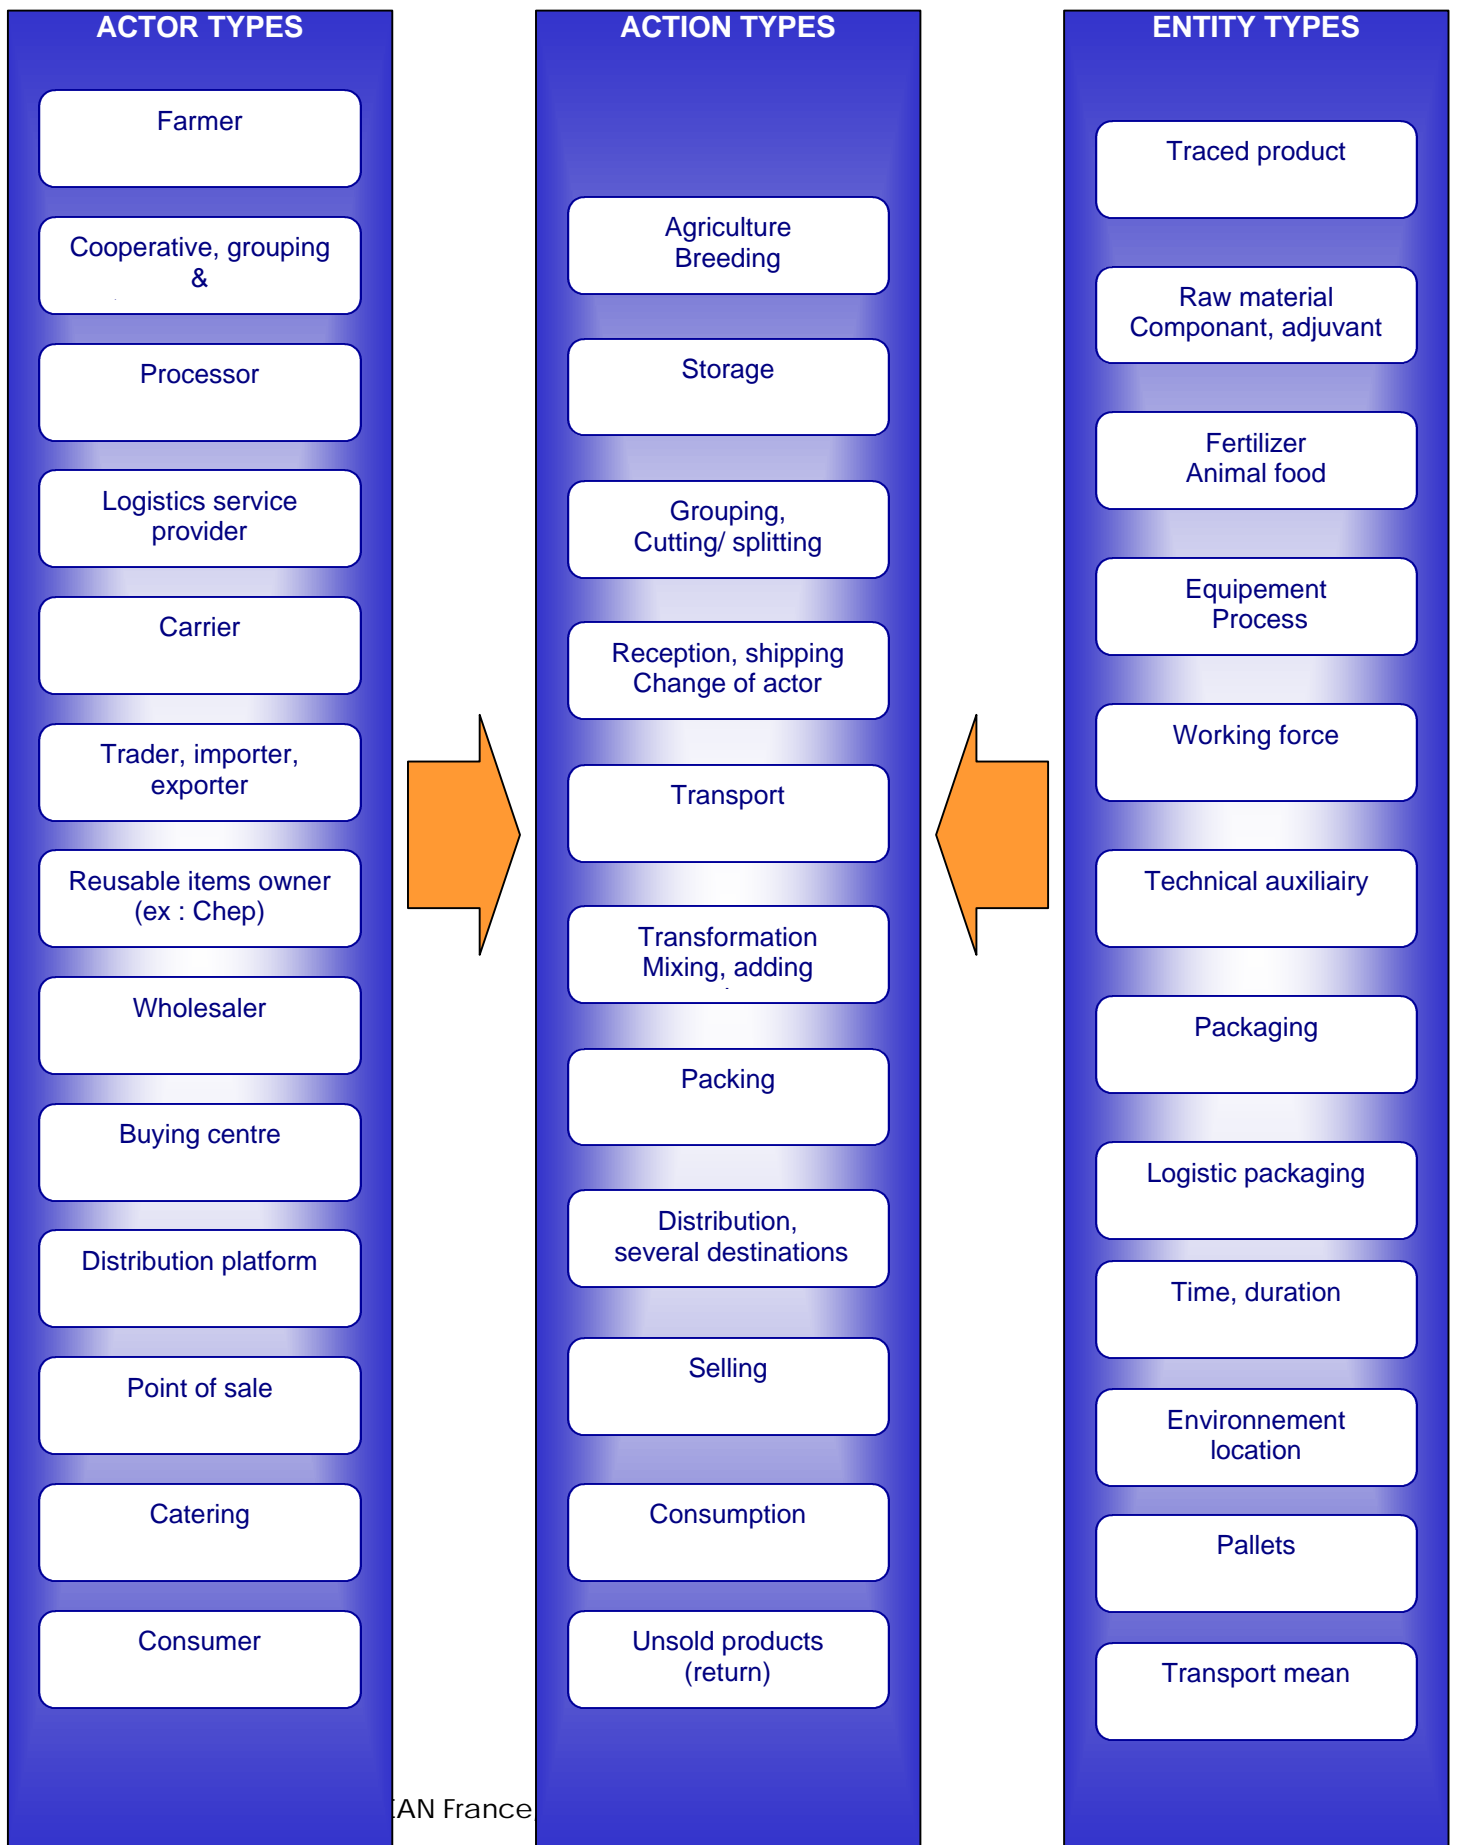 ACTOR TYPES
Farmer
Cooperative, grouping
&
Processor
Logistics service
provider
Carrier
Trader, importer,
exporter
Reusable items owner
(ex : Chep)
Wholesaler
Buying centre
Distribution platform
Point of sale
Catering
Consumer
ACTION TYPES
Agriculture
Breeding
Storage
Grouping,
Cutting/ splitting
Reception, shipping
Change of actor
Transport
Transformation
Mixing, adding
Packing
Distribution,
several destinations
Selling
Consumption
Unsold products
(return)
ENTITY TYPES
Traced product
Raw material
Componant, adjuvant
Fertilizer
Animal food
Equipement
Process
Working force
Technical auxiliairy
Packaging
Logistic packaging
Time, duration
Environnement
location
Pallets
Transport mean
EAN France,